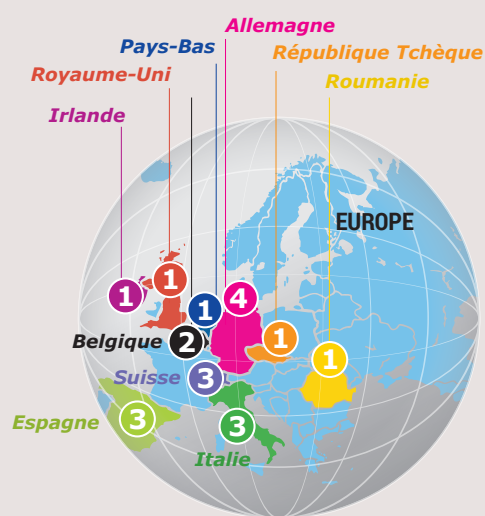 Allemagne
Pays-Bas
République Tchèque
Royaume-Uni
Roumanie
Irlande
EUROPE
1
1
4
1
Belgique 2
1
1
Suisse 3
Espagne 3
3
Italie